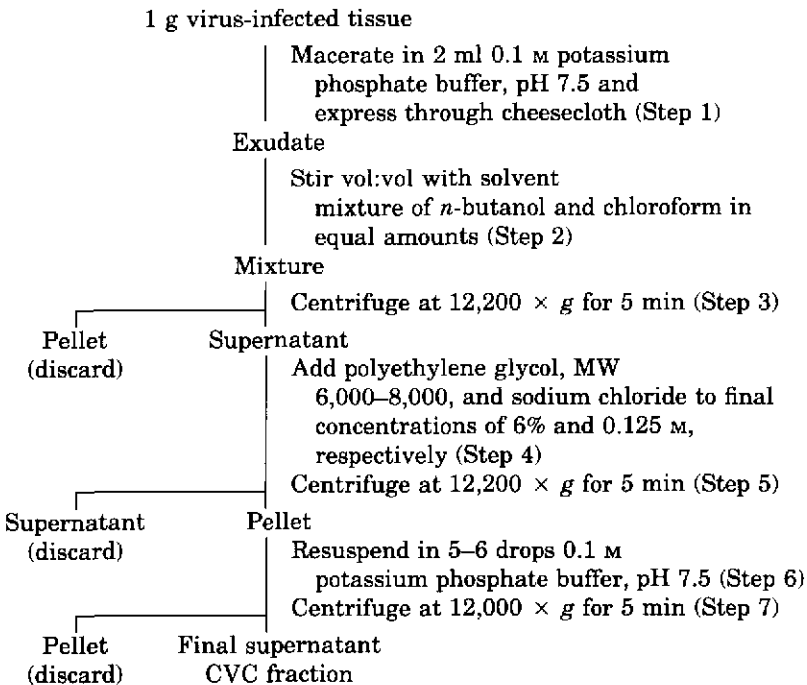 1 g virus-infected tissue
Macerate in 2 ml 0.1 M potassium
phosphate buffer, pH 7.5 and
express through cheesecloth (Step 1)
Exudate
Stir vol:vol with solvent
mixture of n-butanol and chloroform in
equal amounts (Step 2)
Mixture
Centrifuge at 12,200 × g for 5 min (Step 3)
Pellet Supernatant
(discard)
Add polyethylene glycol, MW
6,000–8,000, and sodium chloride to final
concentrations of 6% and 0.125 M,
respectively (Step 4)
Centrifuge at 12,200 × g for 5 min (Step 5)
Supernatant Pellet
(discard)
Resuspend in 5–6 drops 0.1 M
potassium phosphate buffer, pH 7.5 (Step 6)
Centrifuge at 12,000 × g for 5 min (Step 7)
Pellet Final supernatant
(discard) CVC fraction